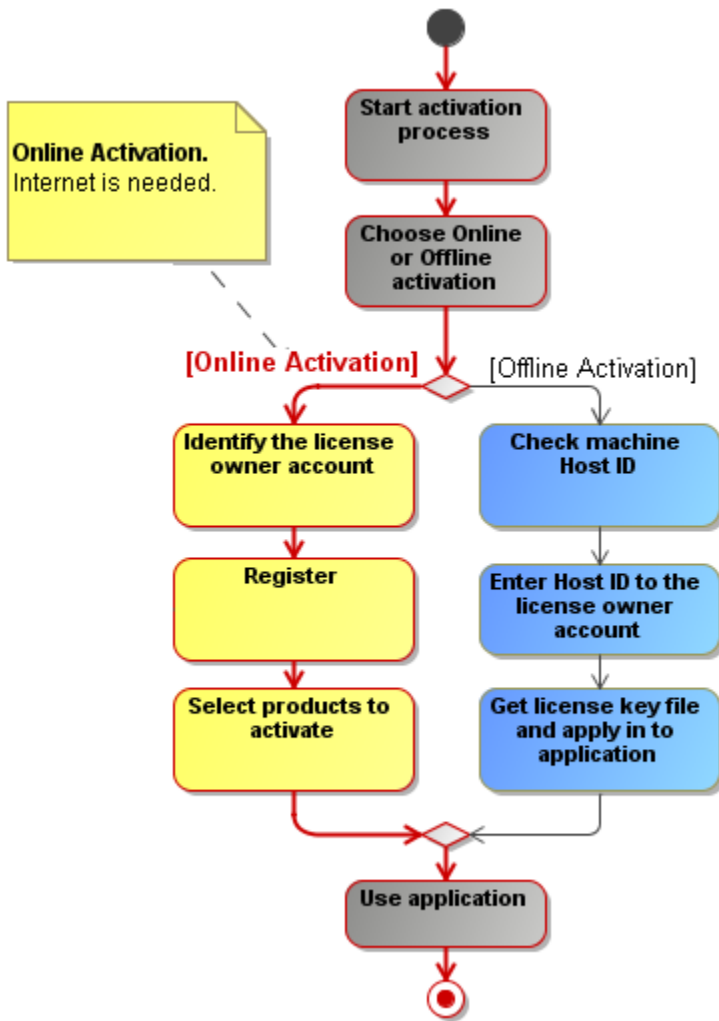 Start activation
process
Online Activation.
Internet is needed.
Choose Online
or Offline
activation
[Online Activation]
[Offline Activation]
Identify the license
owner account
Check machine
Host ID
Register
Enter Host ID to the
license owner
account
Select products to
activate
Get license key file
and apply in to
application
Use application